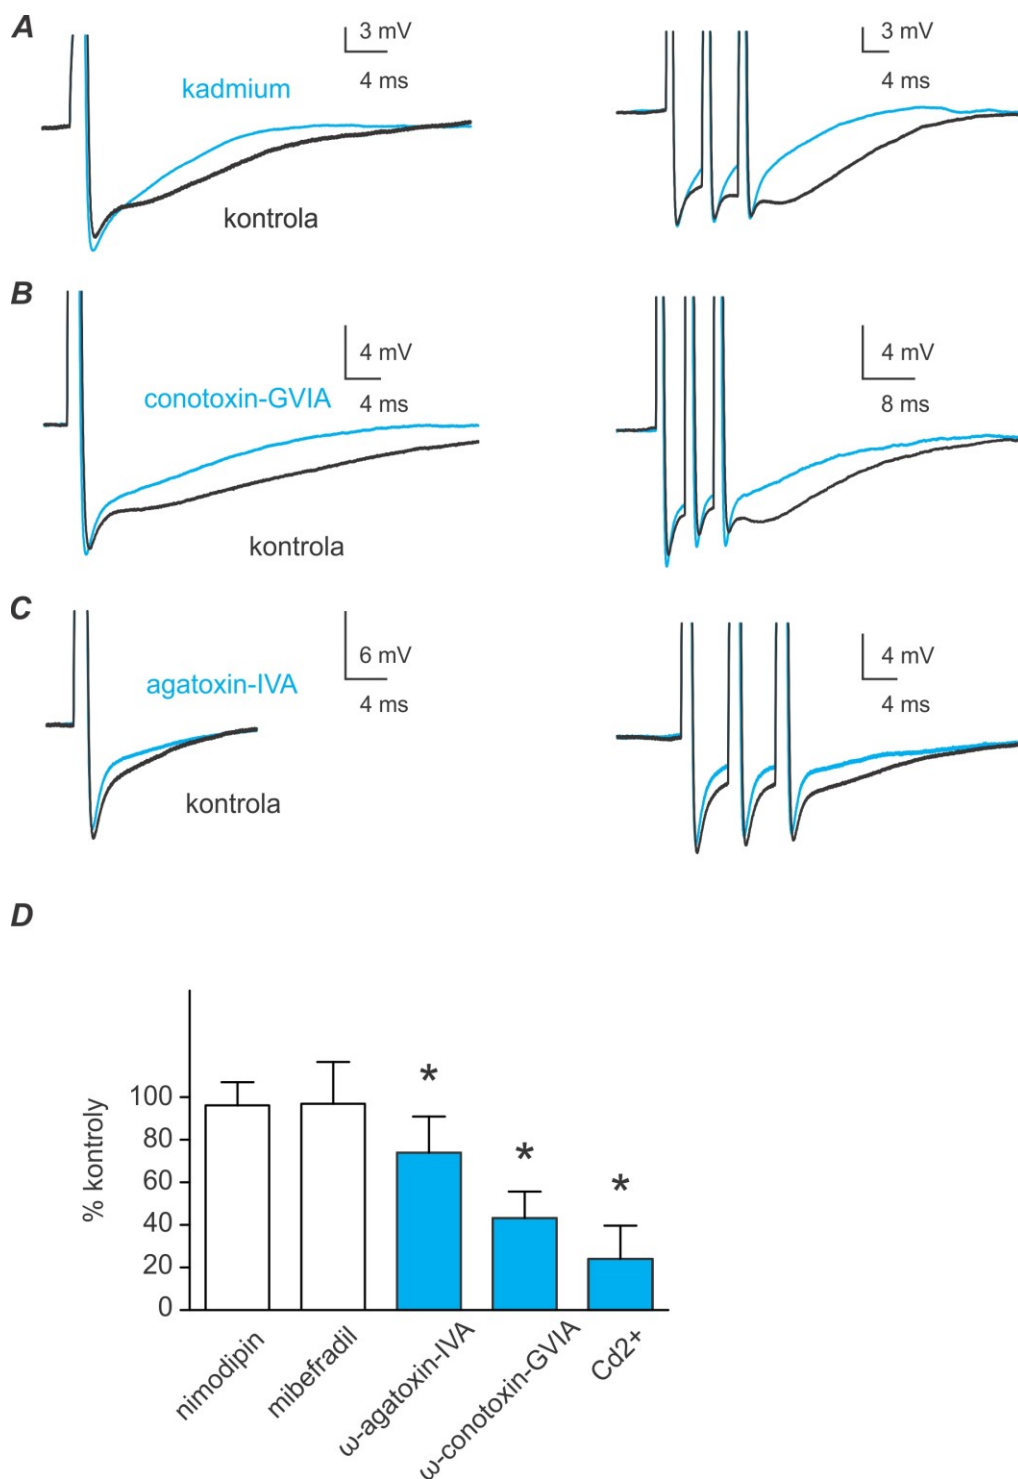 A
3 mV
4 ms
kadmium
kontrola
3 mV
4 ms
B
4 mV
4 ms
conotoxin-GVIA
kontrola
4 mV
8 ms
C
6 mV
4 ms
agatoxin-IVA
kontrola
4 mV
4 ms
D
% kontroly
100
80
60
40
20
0
*
*
*
nimodipin
mibefradil
ω-agatoxin-IVA
ω-conotoxin-GVIA
Cd2+